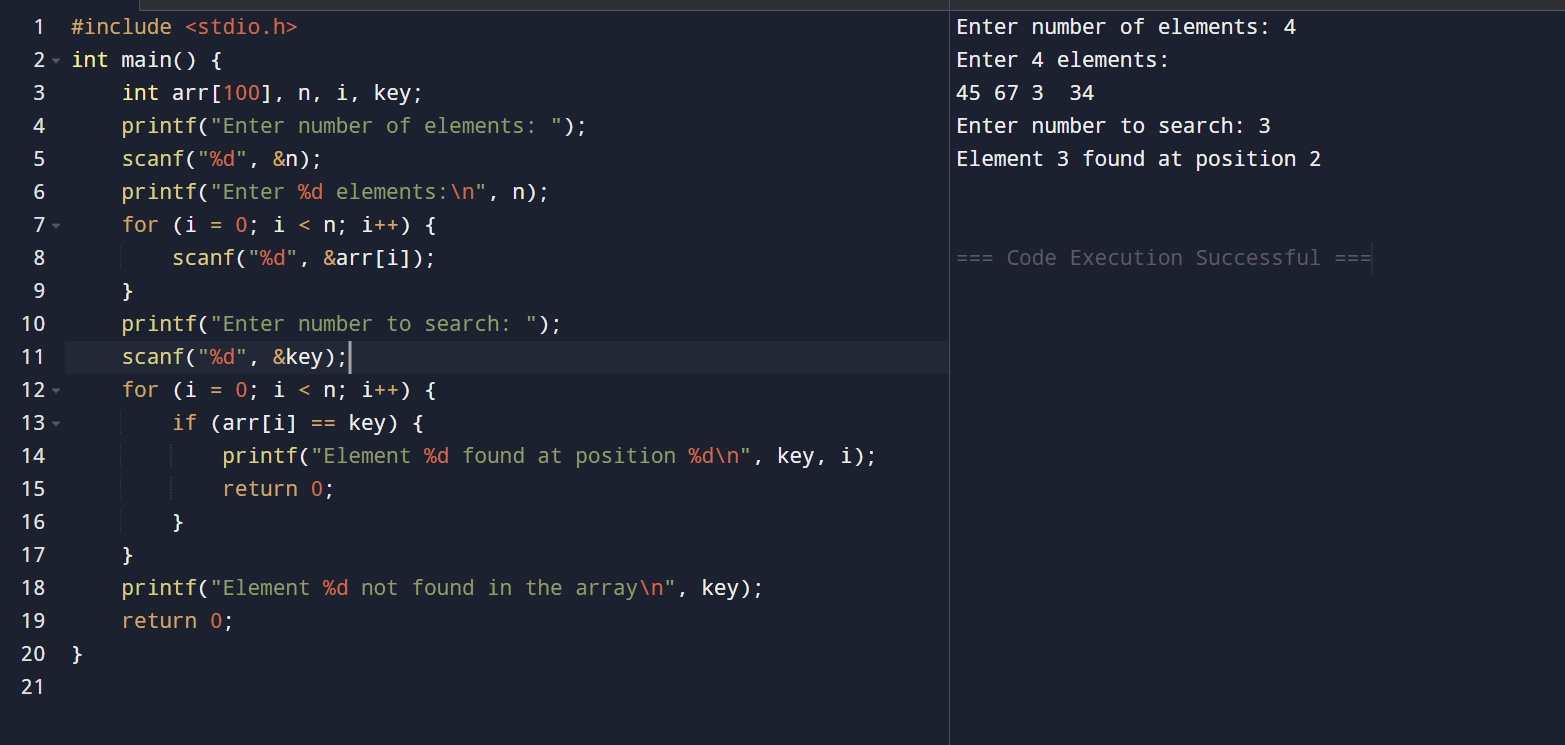 1 #include <stdio.h>
2 int main() {
3     int arr[100], n, i, key;
4     printf("Enter number of elements: ");
5     scanf("%d", &n);
6     printf("Enter %d elements:\n", n);
7     for (i = 0; i < n; i++) {
8         scanf("%d", &arr[i]);
9     }
10     printf("Enter number to search: ");
11     scanf("%d", &key);
12     for (i = 0; i < n; i++) {
13         if (arr[i] == key) {
14             printf("Element %d found at position %d\n", key, i);
15             return 0;
16         }
17     }
18     printf("Element %d not found in the array\n", key);
19     return 0;
20 }
21
Enter number of elements: 4
Enter 4 elements:
45 67 3  34
Enter number to search: 3
Element 3 found at position 2
=== Code Execution Successful ===